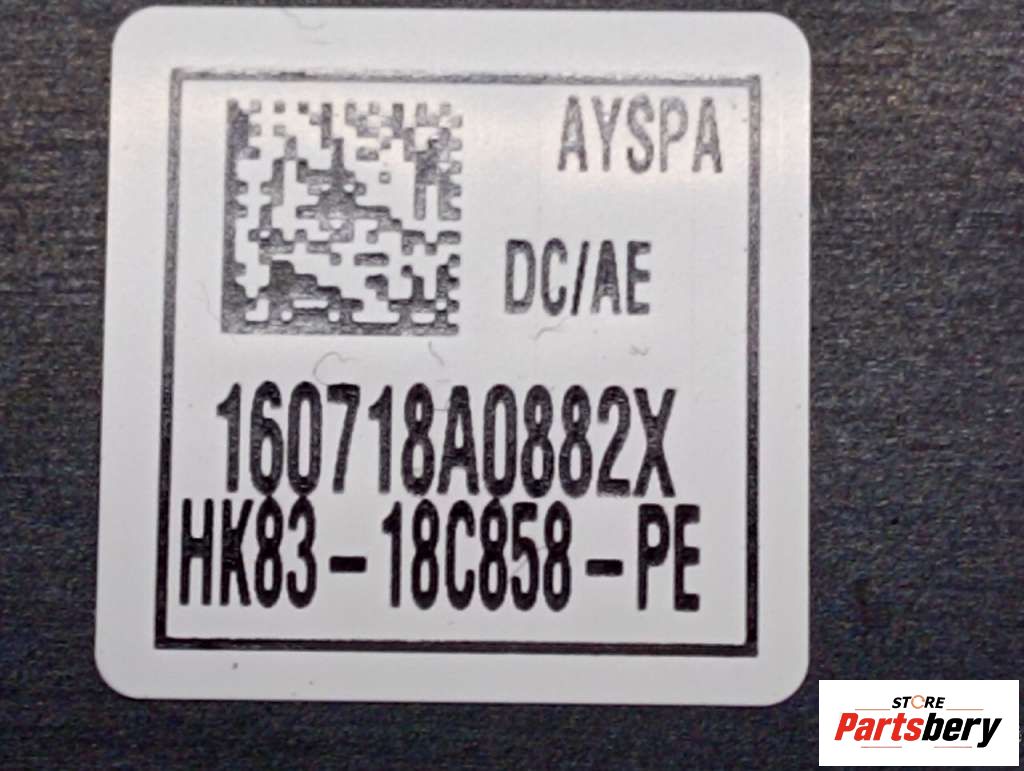 AYSPA
DC/AE
160718A0882X
HK83-18C858-PE
STORE
Partsbery